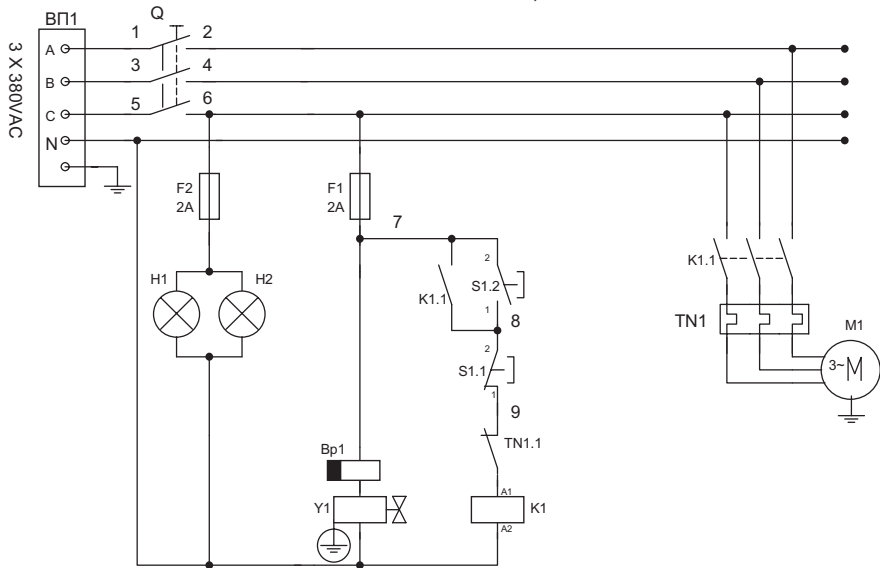 ВП1
Q
3 X 380VAC
A
1
2
B
3
4
C
5
6
N
F2
2A
F1
2A
7
H1
H2
K1.1
2
S1.2
1
8
2
S1.1
1
9
TN1.1
Bp1
Y1
A1
K1
A2
K1.1
TN1
M1
3~M